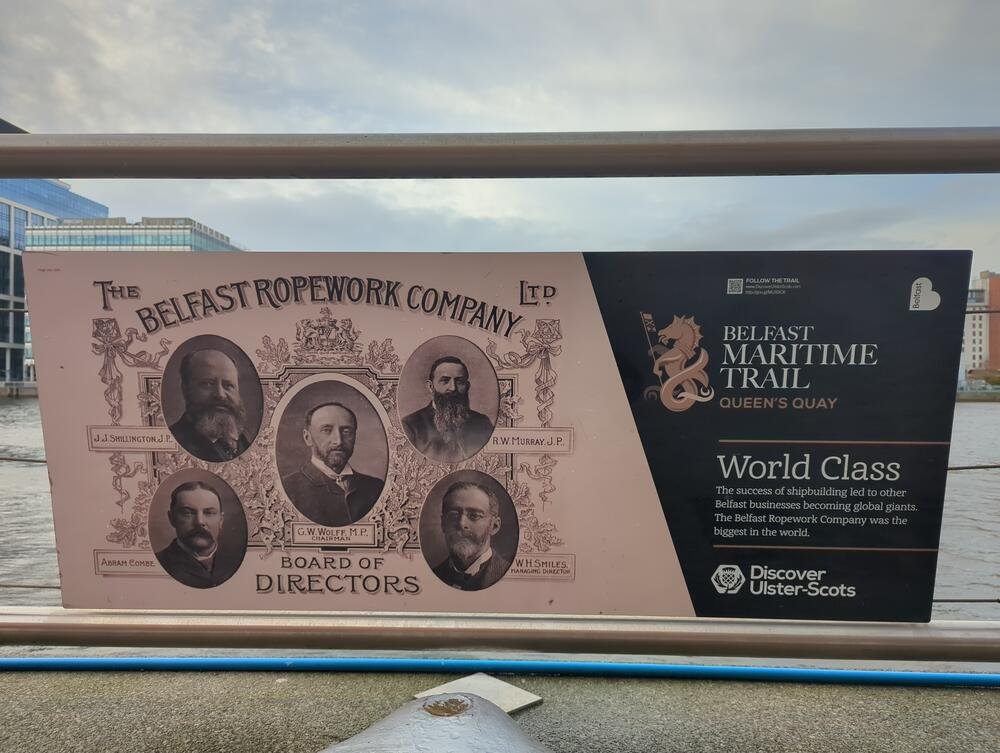 THE BELFAST ROPEWORK COMPANY LTD
J.J. SHILLINGTON, J.P.
R.W. MURRAY, J.P.
G.W. WOLFF, M.P.
CHAIRMAN
ABRAM COMBE
W.H. SMILES,
MANAGING DIRECTOR
BOARD OF
DIRECTORS
FOLLOW THE TRAIL
Belfast
BELFAST
MARITIME
TRAIL
QUEEN'S QUAY
World Class
The success of shipbuilding led to other
Belfast businesses becoming global giants.
The Belfast Ropework Company was the
biggest in the world.
Discover
Ulster-Scots